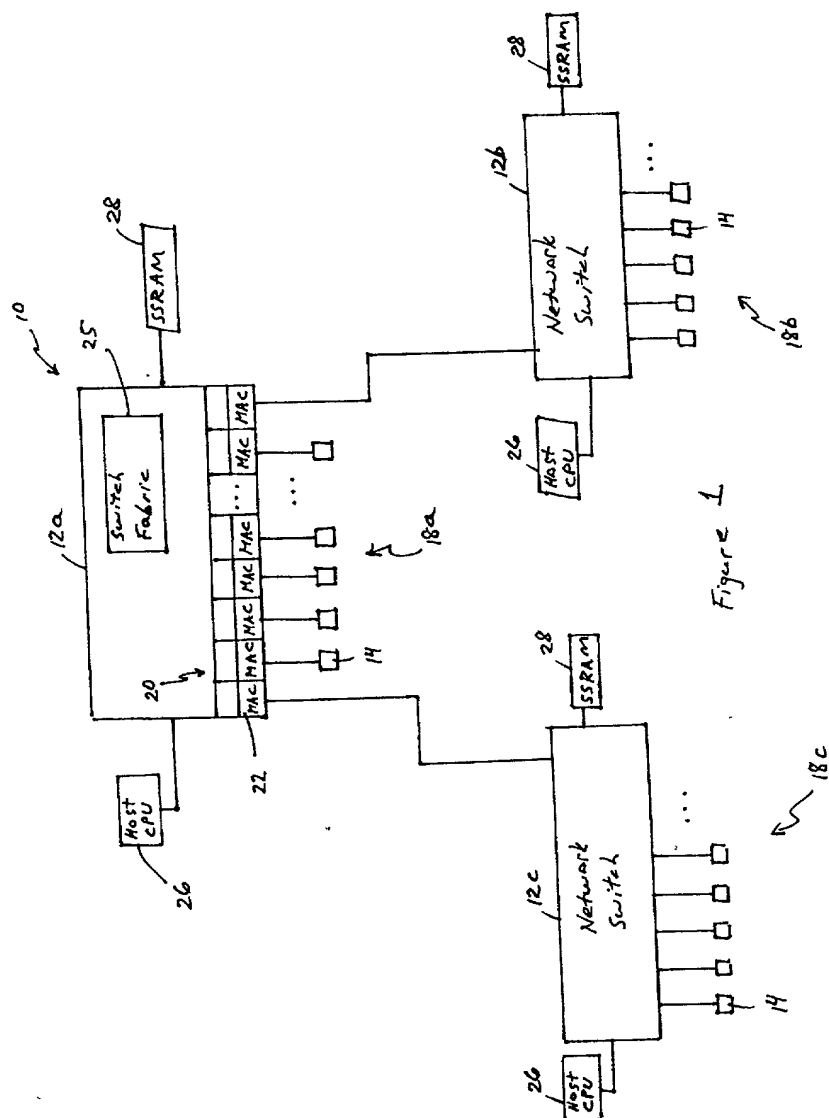 10
12a
25
Switch
Fabric
28
SSRAM
26
Host
CPU
20
22
MAC
MAC
MAC
MAC
MAC
...
MAC
MAC
14
...
18a
12c
Network
Switch
28
SSRAM
26
Host
CPU
14
...
18c
12b
Network
Switch
28
SSRAM
26
Host
CPU
14
...
18b
Figure 1